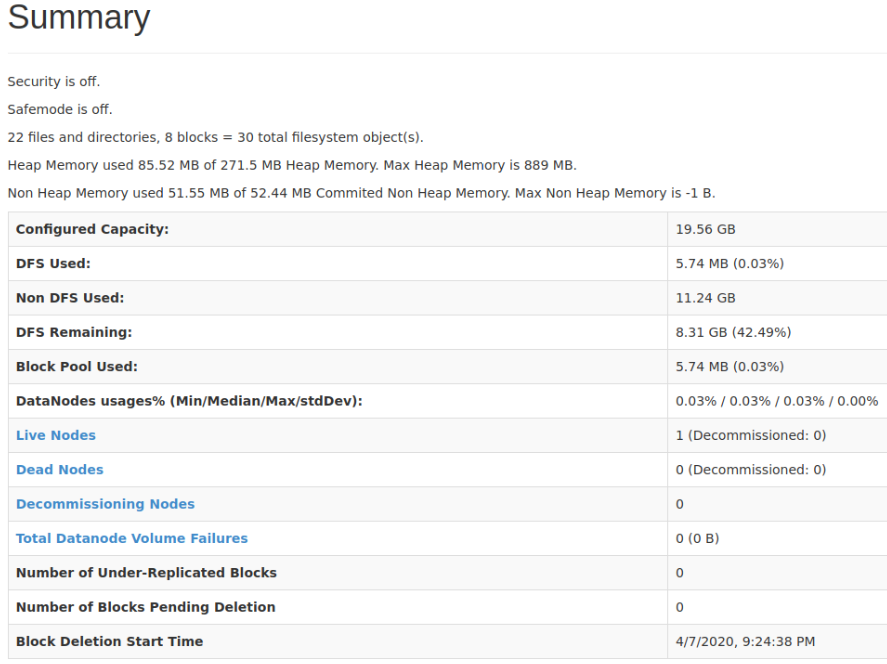 Summary
Security is off.
Safemode is off.
22 files and directories, 8 blocks = 30 total filesystem object(s).
Heap Memory used 85.52 MB of 271.5 MB Heap Memory. Max Heap Memory is 889 MB.
Non Heap Memory used 51.55 MB of 52.44 MB Commited Non Heap Memory. Max Non Heap Memory is -1 B.
Configured Capacity: 19.56 GB
DFS Used: 5.74 MB (0.03%)
Non DFS Used: 11.24 GB
DFS Remaining: 8.31 GB (42.49%)
Block Pool Used: 5.74 MB (0.03%)
DataNodes usages% (Min/Median/Max/stdDev): 0.03% / 0.03% / 0.03% / 0.00%
Live Nodes 1 (Decommissioned: 0)
Dead Nodes 0 (Decommissioned: 0)
Decommissioning Nodes 0
Total Datanode Volume Failures 0 (0 B)
Number of Under-Replicated Blocks 0
Number of Blocks Pending Deletion 0
Block Deletion Start Time 4/7/2020, 9:24:38 PM